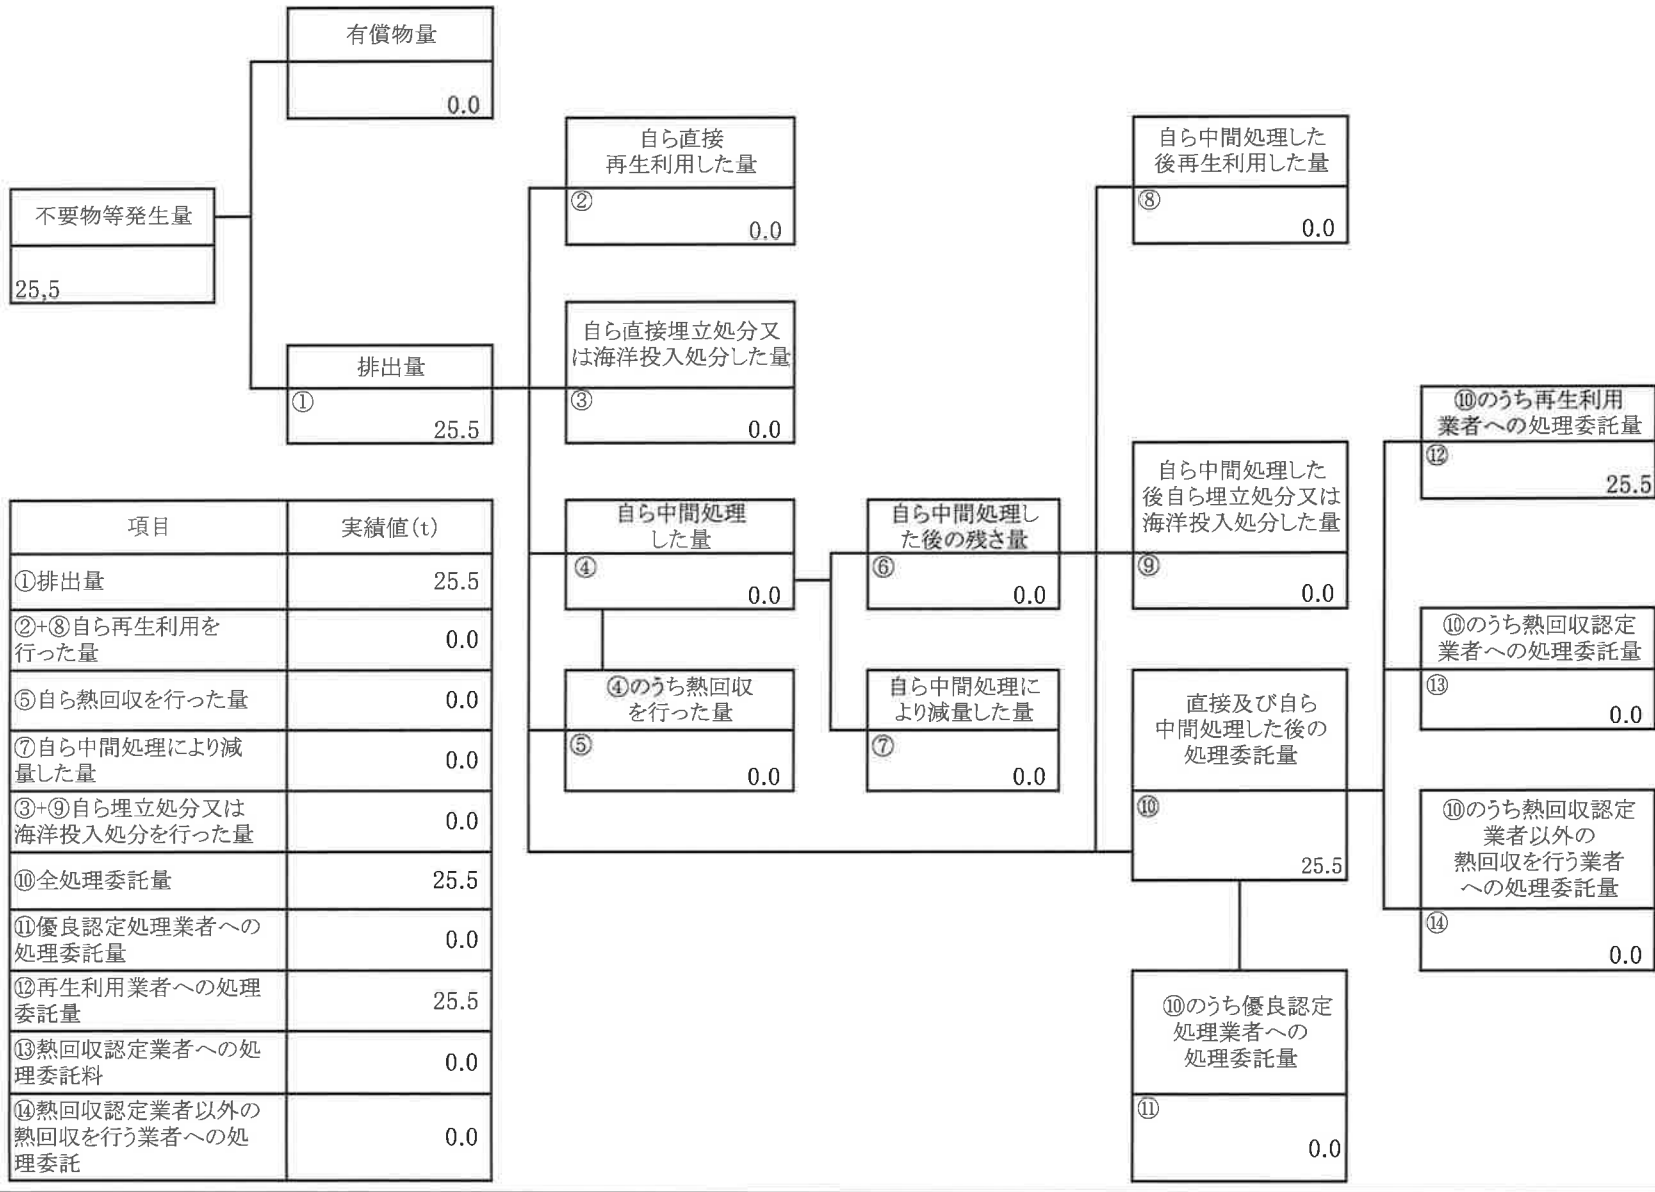 有償物量
0.0
不要物等発生量
25,5
排出量
①
25.5
自ら直接
再生利用した量
②
0.0
自ら直接埋立処分又
は海洋投入処分した量
③
0.0
自ら中間処理
した量
④
0.0
④のうち熱回収
を行った量
⑤
0.0
自ら中間処理し
た後の残さ量
⑥
0.0
自ら中間処理に
より減量した量
⑦
0.0
自ら中間処理した
後再生利用した量
⑧
0.0
自ら中間処理した
後自ら埋立処分又は
海洋投入処分した量
⑨
0.0
直接及び自ら
中間処理した後の
処理委託量
⑩
25.5
⑩のうち優良認定
処理業者への
処理委託量
⑪
0.0
⑩のうち再生利用
業者への処理委託量
⑫
25.5
⑩のうち熱回収認定
業者への処理委託量
⑬
0.0
⑩のうち熱回収認定
業者以外の
熱回収を行う業者
への処理委託量
⑭
0.0
項目 実績値(t)
①排出量 25.5
②+⑧自ら再生利用を
行った量 0.0
⑤自ら熱回収を行った量 0.0
⑦自ら中間処理により減
量した量 0.0
③+⑨自ら埋立処分又は
海洋投入処分を行った量 0.0
⑩全処理委託量 25.5
⑪優良認定処理業者への
処理委託量 0.0
⑫再生利用業者への処理
委託量 25.5
⑬熱回収認定業者への処
理委託料 0.0
⑭熱回収認定業者以外の
熱回収を行う業者への処
理委託 0.0